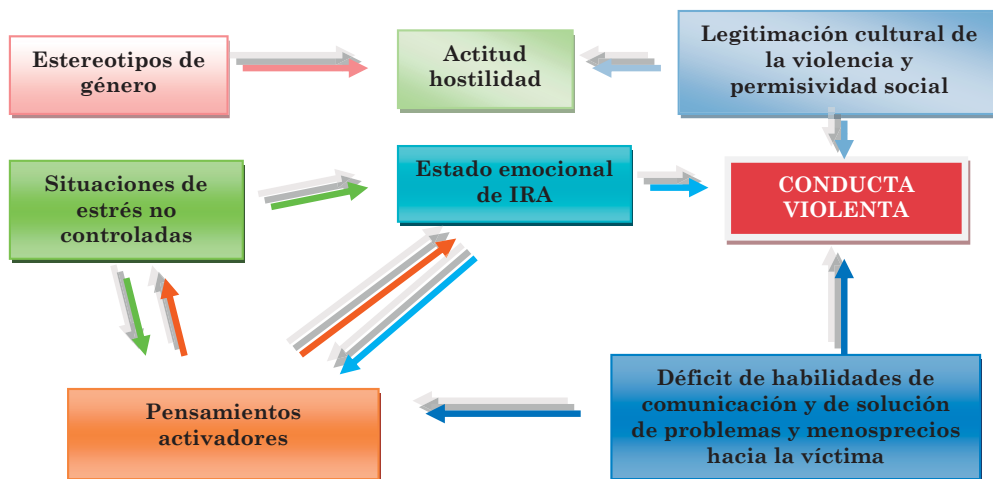 Estereotipos de
género
Actitud
hostilidad
Legitimación cultural de
la violencia y
permisividad social
Situaciones de
estrés no
controladas
Estado emocional
de IRA
CONDUCTA
VIOLENTA
Pensamientos
activadores
Déficit de habilidades de
comunicación y de solución
de problemas y menosprecios
hacia la víctima